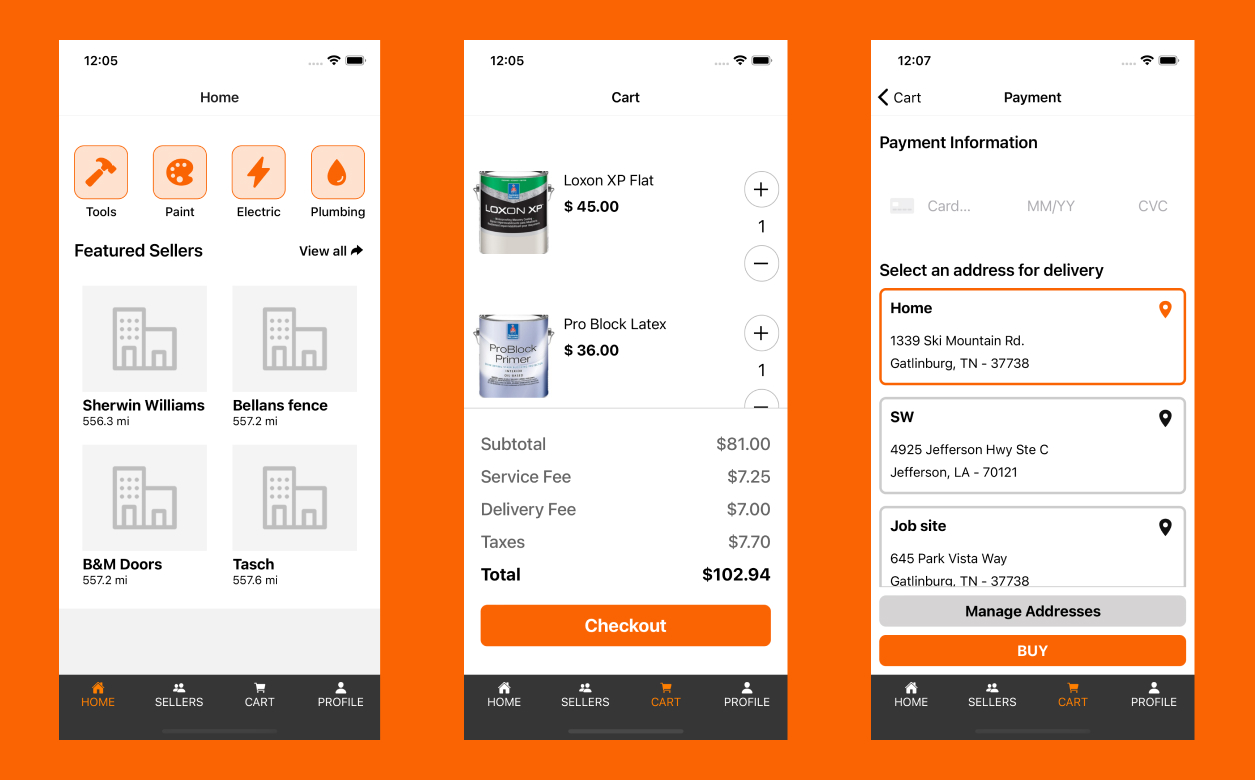 12:05
Home
Tools
Paint
Electric
Plumbing
Featured Sellers
View all
Sherwin Williams
556.3 mi
Bellans fence
557.2 mi
B&M Doors
557.2 mi
Tasch
557.6 mi
HOME
SELLERS
CART
PROFILE
12:05
Cart
LOXON XP
Loxon XP Flat
$ 45.00
1
ProBlock
Primer
INTERIOR
OIL BASED
Pro Block Latex
$ 36.00
1
Subtotal
$81.00
Service Fee
$7.25
Delivery Fee
$7.00
Taxes
$7.70
Total
$102.94
Checkout
HOME
SELLERS
CART
PROFILE
12:07
Cart
Payment
Payment Information
Card...
MM/YY
CVC
Select an address for delivery
Home
1339 Ski Mountain Rd.
Gatlinburg, TN - 37738
SW
4925 Jefferson Hwy Ste C
Jefferson, LA - 70121
Job site
645 Park Vista Way
Gatlinburg, TN - 37738
Manage Addresses
BUY
HOME
SELLERS
CART
PROFILE